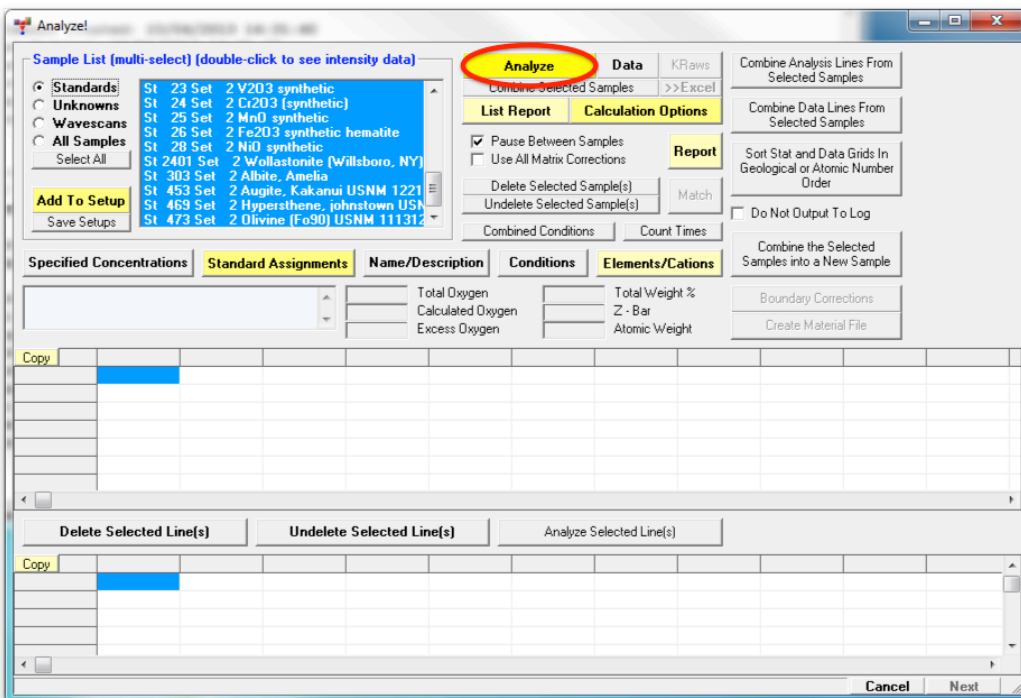 Analyze!
Sample List (multi-select) (double-click to see intensity data)
Standards
Unknowns
Wavescans
All Samples
Select All
Add To Setup
Save Setups
St 23 Set 2 V2O3 synthetic
St 24 Set 2 Cr2O3 (synthetic)
St 25 Set 2 MnO synthetic
St 26 Set 2 Fe2O3 synthetic hematite
St 28 Set 2 NiO synthetic
St 2401 Set 2 Wollastonite (Willsboro, NY)
St 303 Set 2 Albite, Amelia
St 453 Set 2 Augite, Kakanui USNM 1221
St 469 Set 2 Hypersthene, johnstown USN
St 473 Set 2 Olivine (Fo90) USNM 111312
Analyze Data KRaws
Combine Selected Samples >>Excel
List Report Calculation Options
Pause Between Samples
Use All Matrix Corrections
Report
Delete Selected Sample(s)
Undelete Selected Sample(s)
Match
Combined Conditions Count Times
Combine Analysis Lines From
Selected Samples
Combine Data Lines From
Selected Samples
Sort Stat and Data Grids In
Geological or Atomic Number
Order
Do Not Output To Log
Combine the Selected
Samples into a New Sample
Boundary Corrections
Create Material File
Specified Concentrations Standard Assignments Name/Description Conditions Elements/Cations
Total Oxygen Total Weight %
Calculated Oxygen Z - Bar
Excess Oxygen Atomic Weight
Copy
Delete Selected Line(s) Undelete Selected Line(s) Analyze Selected Line(s)
Copy
Cancel Next